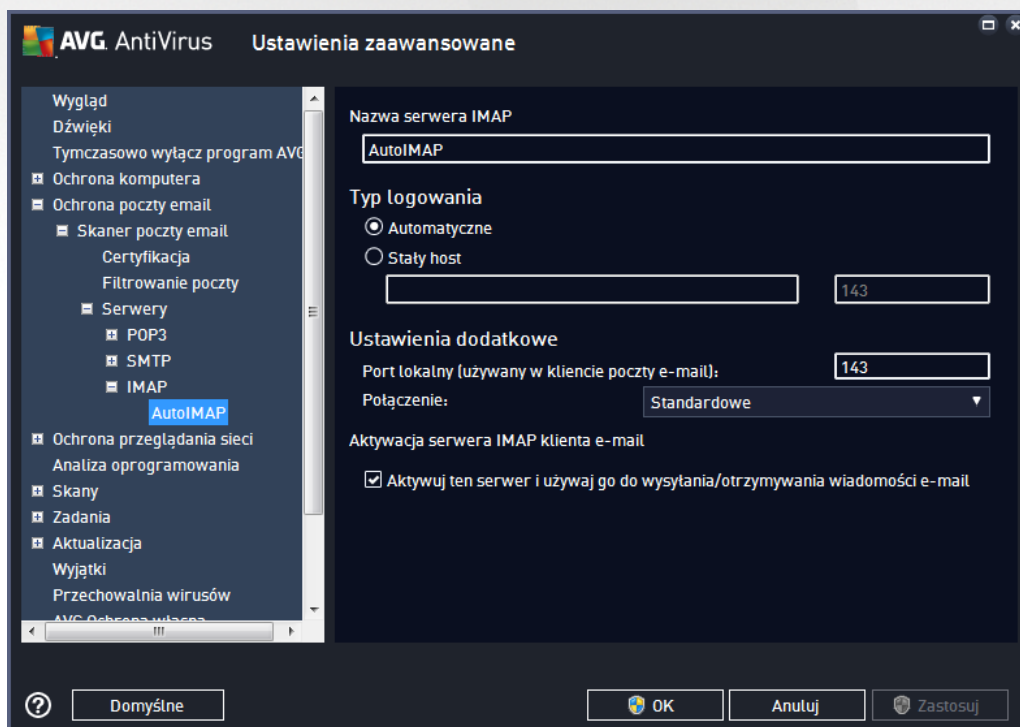 AVG. AntiVirus Ustawienia zaawansowane
Wygląd
Dźwięki
Tymczasowo wyłącz program AVG
Ochrona komputera
Ochrona poczty email
Skaner poczty email
Certyfikacja
Filtrowanie poczty
Serwery
POP3
SMTP
IMAP
AutoIMAP
Ochrona przeglądania sieci
Analiza oprogramowania
Skany
Zadania
Aktualizacja
Wyjątki
Przechowalnia wirusów
AVG Ochrona własna
Nazwa serwera IMAP
AutoIMAP
Typ logowania
Automatyczne
Stały host
143
Ustawienia dodatkowe
Port lokalny (używany w kliencie poczty e-mail): 143
Połączenie: Standardowe
Aktywacja serwera IMAP klienta e-mail
Aktywuj ten serwer i używaj go do wysyłania/otrzymywania wiadomości e-mail
Domyślne OK Anuluj Zastosuj